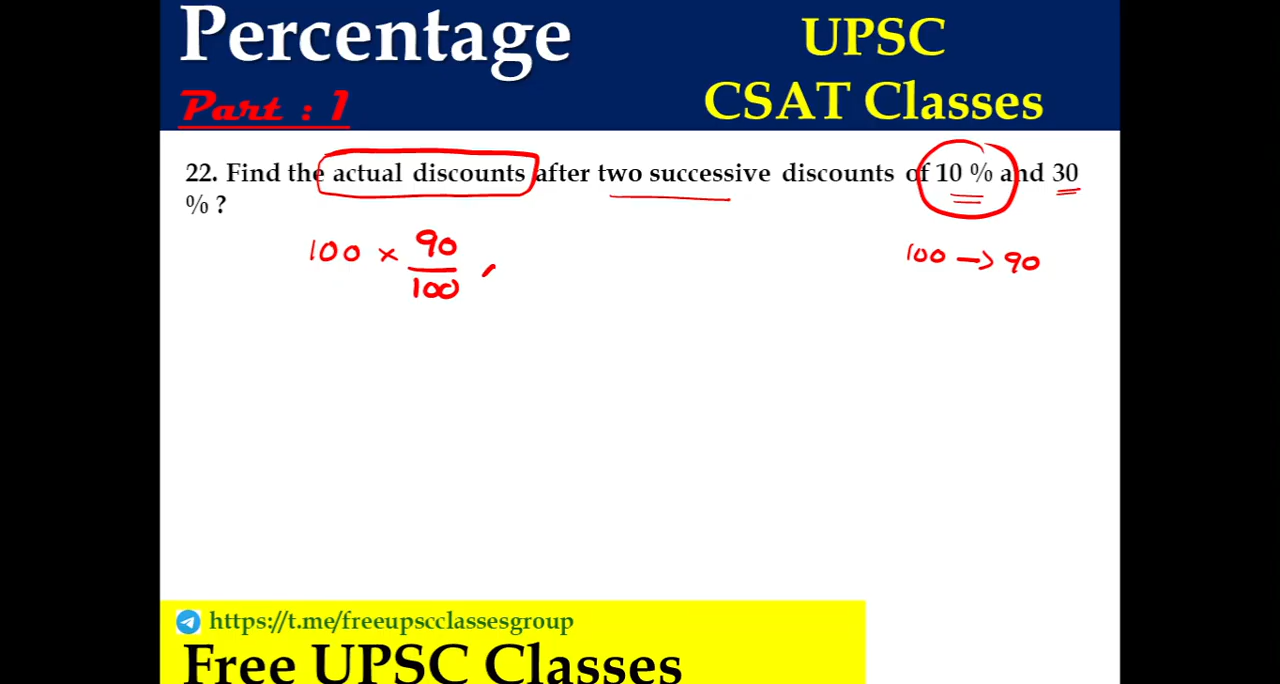 Percentage
Part : 1
UPSC
CSAT Classes
22. Find the actual discounts after two successive discounts of 10 % and 30
% ?
100 × 90
100
100 → 90
https://t.me/freeupscclassesgroup
Free UPSC Classes